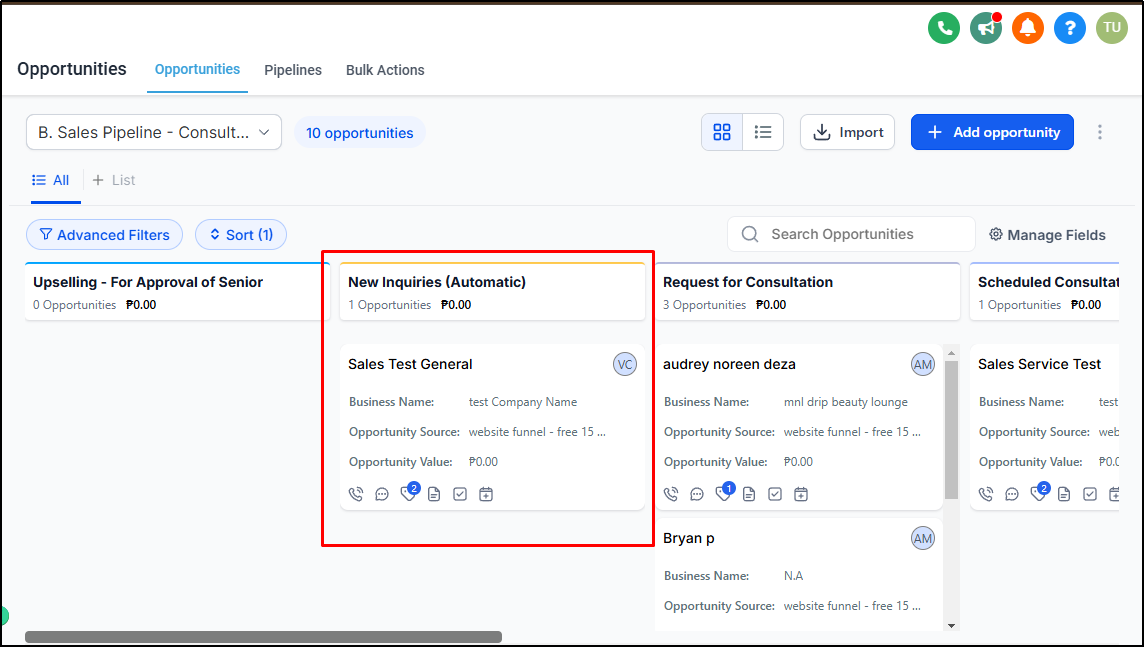 TU
Opportunities
Opportunities
Pipelines
Bulk Actions
B. Sales Pipeline - Consult...
10 opportunities
Import
Add opportunity
All
List
Advanced Filters
Sort (1)
Search Opportunities
Manage Fields
Upselling - For Approval of Senior
0 Opportunities ₱0.00
New Inquiries (Automatic)
1 Opportunities ₱0.00
Sales Test General
VC
Business Name: test Company Name
Opportunity Source: website funnel - free 15 ...
Opportunity Value: ₱0.00
2
Request for Consultation
3 Opportunities ₱0.00
audrey noreen deza
AM
Business Name: mnl drip beauty lounge
Opportunity Source: website funnel - free 15 ...
Opportunity Value: ₱0.00
1
Bryan p
AM
Business Name: N.A
Opportunity Source: website funnel - free 15 ...
Scheduled Consultat
1 Opportunities ₱0.00
Sales Service Test
Business Name: test
Opportunity Source: web
Opportunity Value: ₱0.0
2